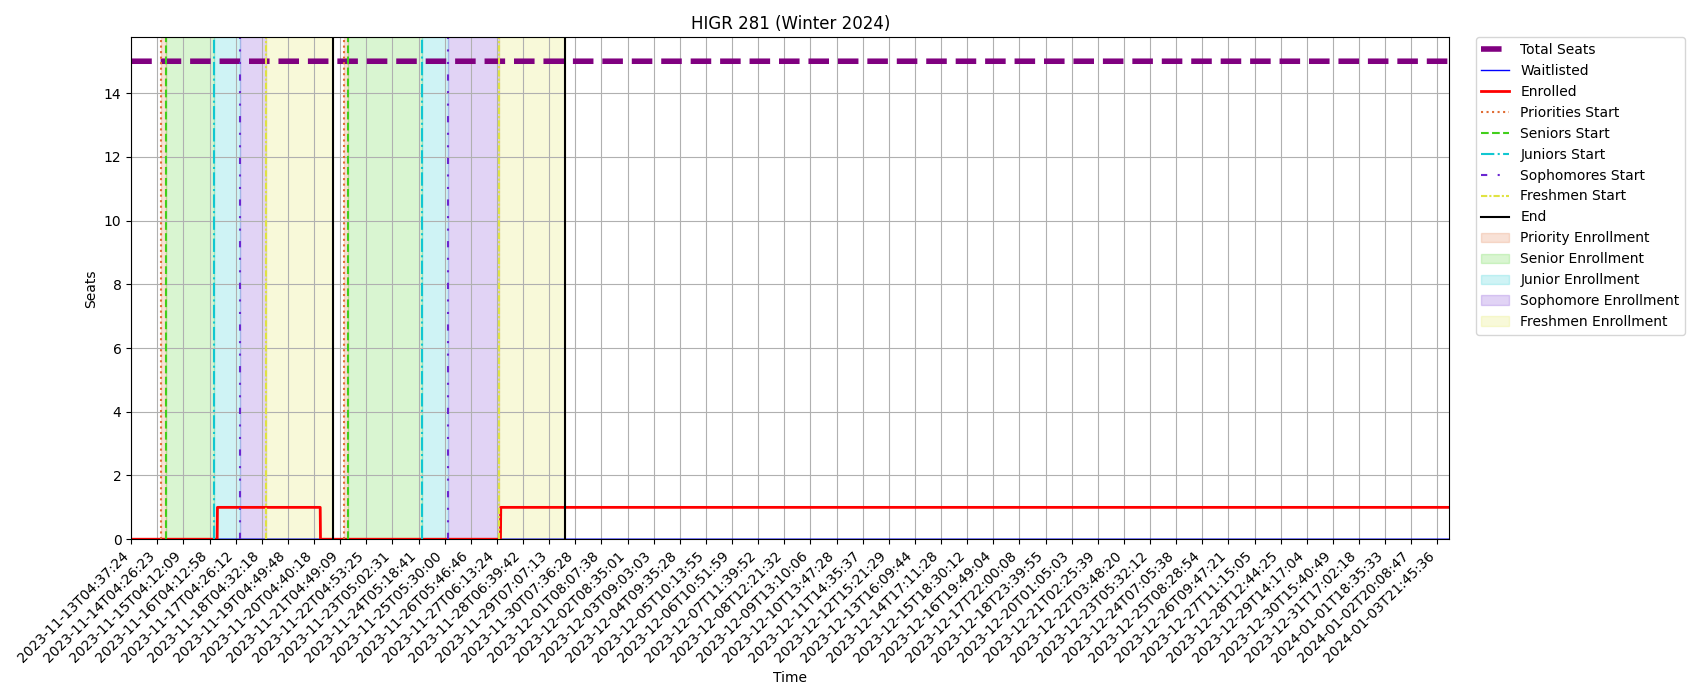 HIGR 281 (Winter 2024)
Total Seats
Waitlisted
Enrolled
Priorities Start
Seniors Start
Juniors Start
Sophomores Start
Freshmen Start
End
Priority Enrollment
Senior Enrollment
Junior Enrollment
Sophomore Enrollment
Freshmen Enrollment
Seats
14
12
10
8
6
4
2
0
2023-11-13T04:37:24
2023-11-14T04:26:23
2023-11-15T04:12:09
2023-11-16T04:12:58
2023-11-17T04:26:12
2023-11-18T04:32:18
2023-11-19T04:49:48
2023-11-20T04:40:18
2023-11-21T04:49:09
2023-11-22T04:53:25
2023-11-23T05:02:31
2023-11-24T05:18:41
2023-11-25T05:30:00
2023-11-26T05:46:46
2023-11-27T06:13:24
2023-11-28T06:39:42
2023-11-29T07:07:13
2023-11-30T07:36:28
2023-12-01T08:07:38
2023-12-02T08:35:01
2023-12-03T09:03:03
2023-12-04T09:35:28
2023-12-05T10:13:55
2023-12-06T10:51:59
2023-12-07T11:39:52
2023-12-08T12:21:32
2023-12-09T13:10:06
2023-12-10T13:47:28
2023-12-11T14:35:37
2023-12-12T15:21:29
2023-12-13T16:09:44
2023-12-14T17:11:28
2023-12-15T18:30:12
2023-12-16T19:49:04
2023-12-17T22:00:08
2023-12-18T23:39:55
2023-12-20T01:05:03
2023-12-21T02:25:39
2023-12-22T03:48:20
2023-12-23T05:32:12
2023-12-24T07:05:38
2023-12-25T08:28:54
2023-12-26T09:47:21
2023-12-27T11:15:05
2023-12-28T12:44:25
2023-12-29T14:17:04
2023-12-30T15:40:49
2023-12-31T17:02:18
2024-01-01T18:35:33
2024-01-02T20:08:47
2024-01-03T21:45:36
Time